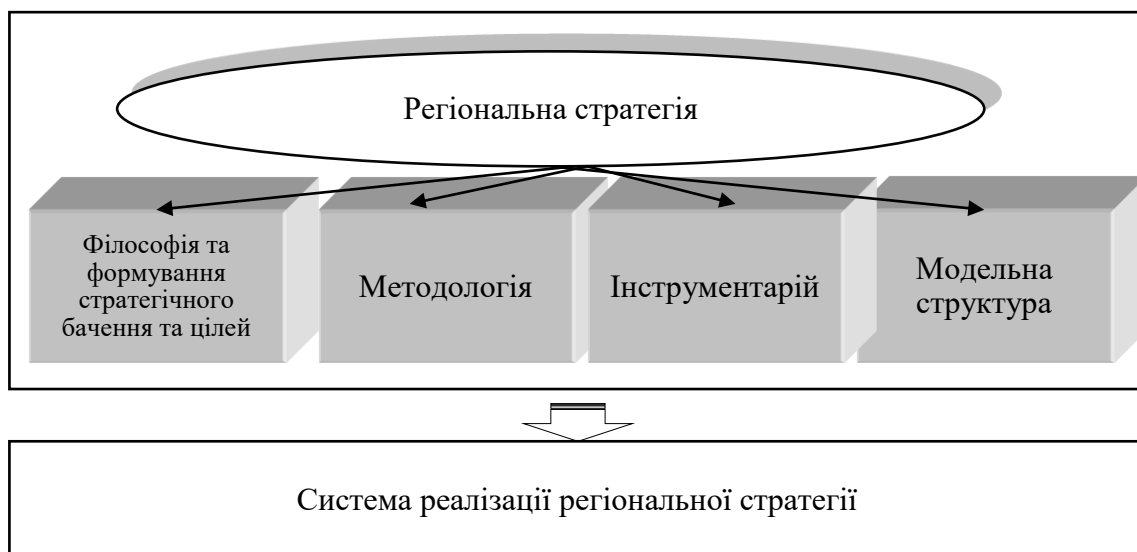 Регіональна стратегія
Філософія та
формування
стратегічного
бачення та цілей
Методологія
Інструментарій
Модельна
структура
Система реалізації регіональної стратегії